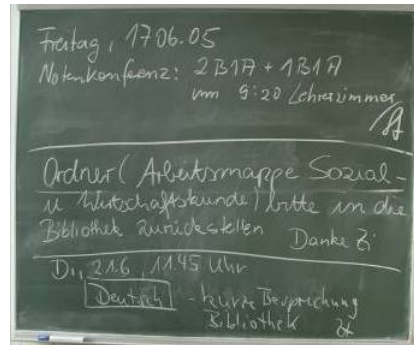 Freitag, 17 06.05
Notenkonferenz: 2B1A + 1B1A
um 9:20 Lehrerzimmer
Ordner (Arbeitsmappe Sozial-
u Wirtschaftskunde) bitte in die
Bibliothek zurückstellen Danke
Di, 21.6, 11.45 Uhr
Deutsch - kurze Besprechung
Bibliothek